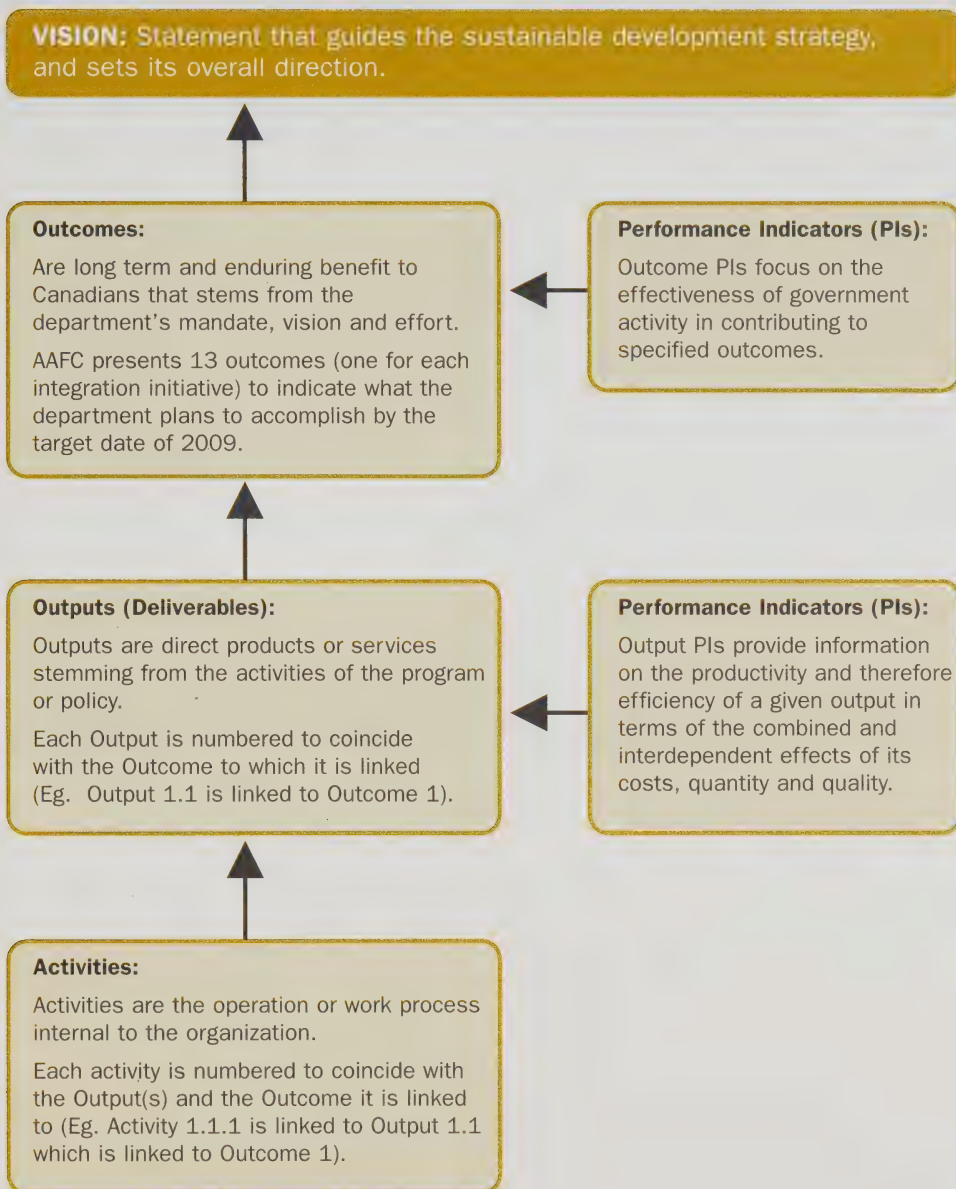 VISION: Statement that guides the sustainable development strategy,
and sets its overall direction.
Outcomes:
Are long term and enduring benefit to
Canadians that stems from the
department's mandate, vision and effort.
AAFC presents 13 outcomes (one for each
integration initiative) to indicate what the
department plans to accomplish by the
target date of 2009.
Performance Indicators (PIs):
Outcome PIs focus on the
effectiveness of government
activity in contributing to
specified outcomes.
Outputs (Deliverables):
Outputs are direct products or services
stemming from the activities of the program
or policy.
Each Output is numbered to coincide
with the Outcome to which it is linked
(Eg. Output 1.1 is linked to Outcome 1).
Performance Indicators (PIs):
Output PIs provide information
on the productivity and therefore
efficiency of a given output in
terms of the combined and
interdependent effects of its
costs, quantity and quality.
Activities:
Activities are the operation or work process
internal to the organization.
Each activity is numbered to coincide with
the Output(s) and the Outcome it is linked
to (Eg. Activity 1.1.1 is linked to Output 1.1
which is linked to Outcome 1).